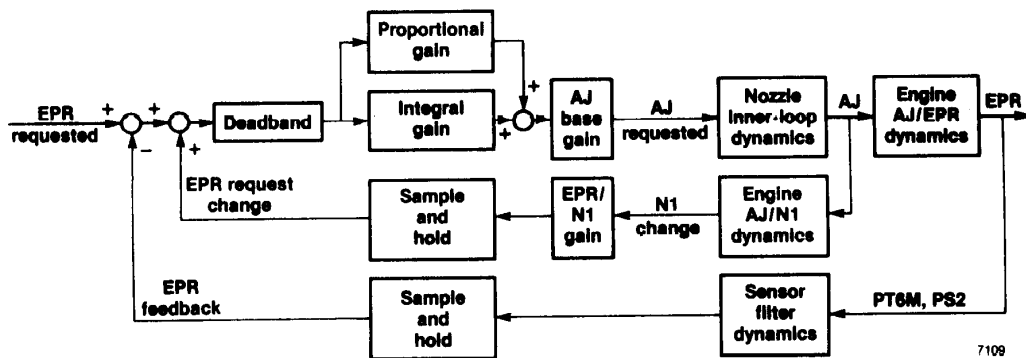 Proportional
gain
EPR
requested
+
+
−
+
Deadband
Integral
gain
+
+
AJ
base
gain
AJ
requested
Nozzle
inner-loop
dynamics
AJ
Engine
AJ/EPR
dynamics
EPR
EPR request
change
Sample
and
hold
EPR/
N1
gain
N1
change
Engine
AJ/N1
dynamics
EPR
feedback
Sample
and
hold
Sensor
filter
dynamics
PT6M, PS2
7109